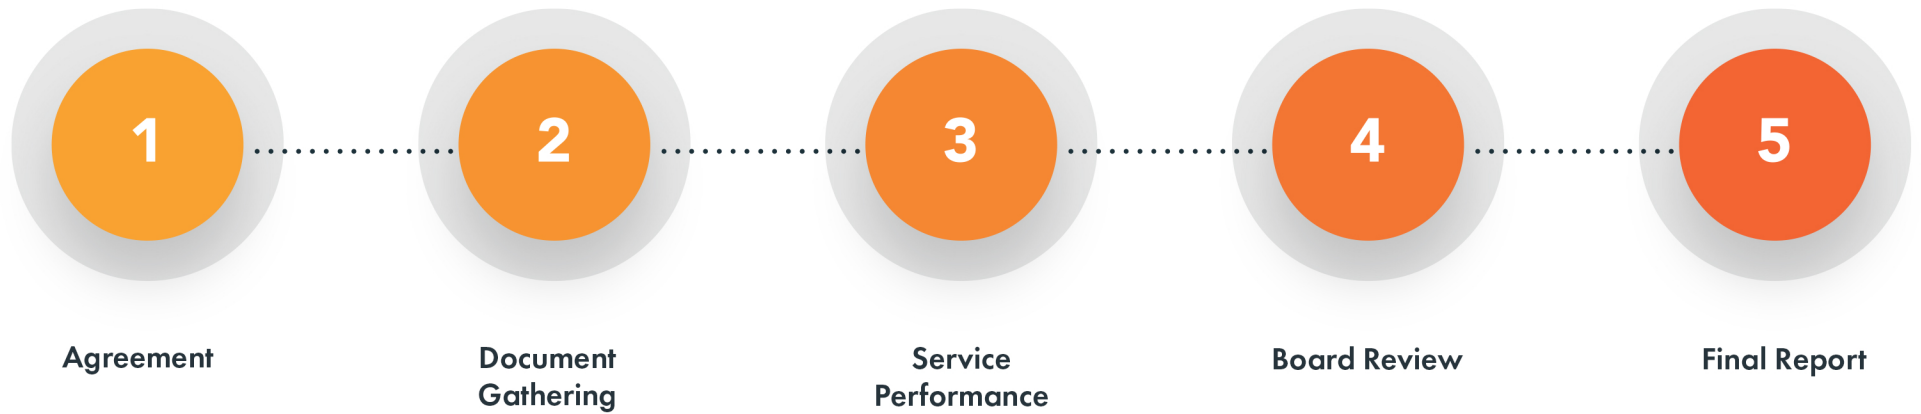 1
2
3
4
5
Agreement
Document
Gathering
Service
Performance
Board Review
Final Report